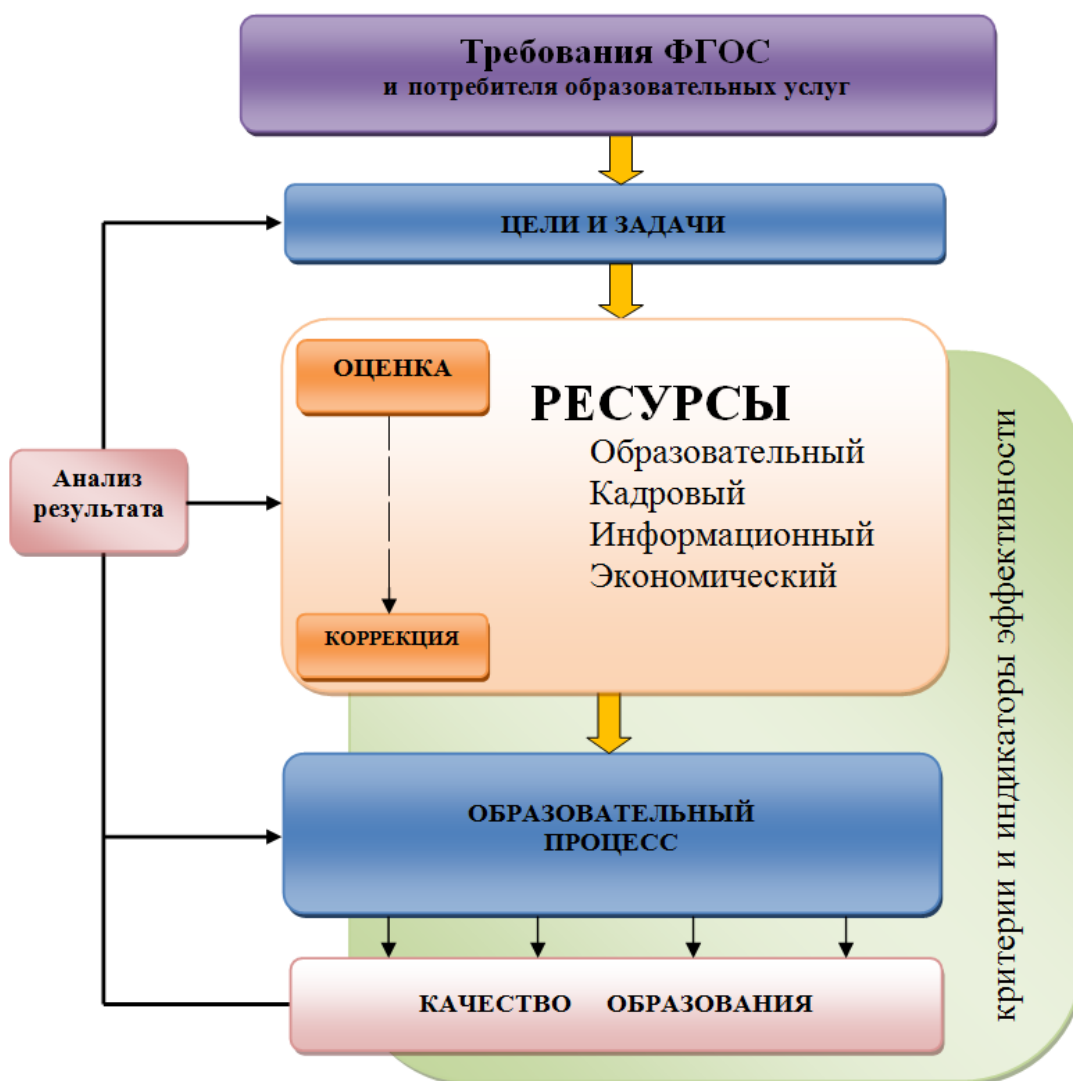 Требования ФГОС
и потребителя образовательных услуг
ЦЕЛИ И ЗАДАЧИ
ОЦЕНКА
РЕСУРСЫ
Образовательный
Кадровый
Информационный
Экономический
Анализ
результата
КОРРЕКЦИЯ
критерии и индикаторы эффективности
ОБРАЗОВАТЕЛЬНЫЙ
ПРОЦЕСС
КАЧЕСТВО ОБРАЗОВАНИЯ